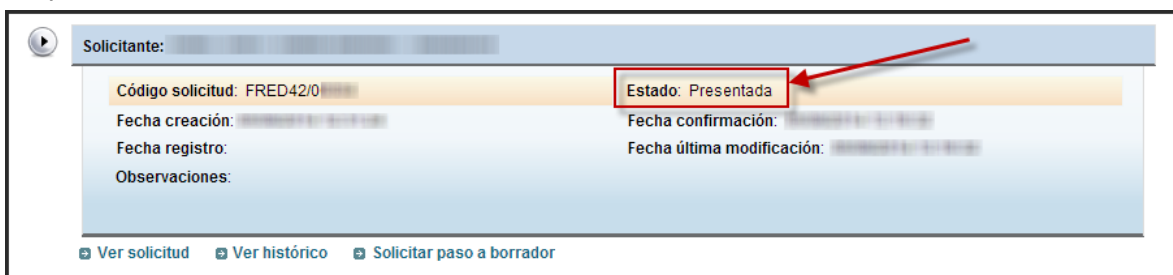 Solicitante:
Código solicitud: FRED42/0
Estado: Presentada
Fecha creación:
Fecha confirmación:
Fecha registro:
Fecha última modificación:
Observaciones:
Ver solicitud Ver histórico Solicitar paso a borrador